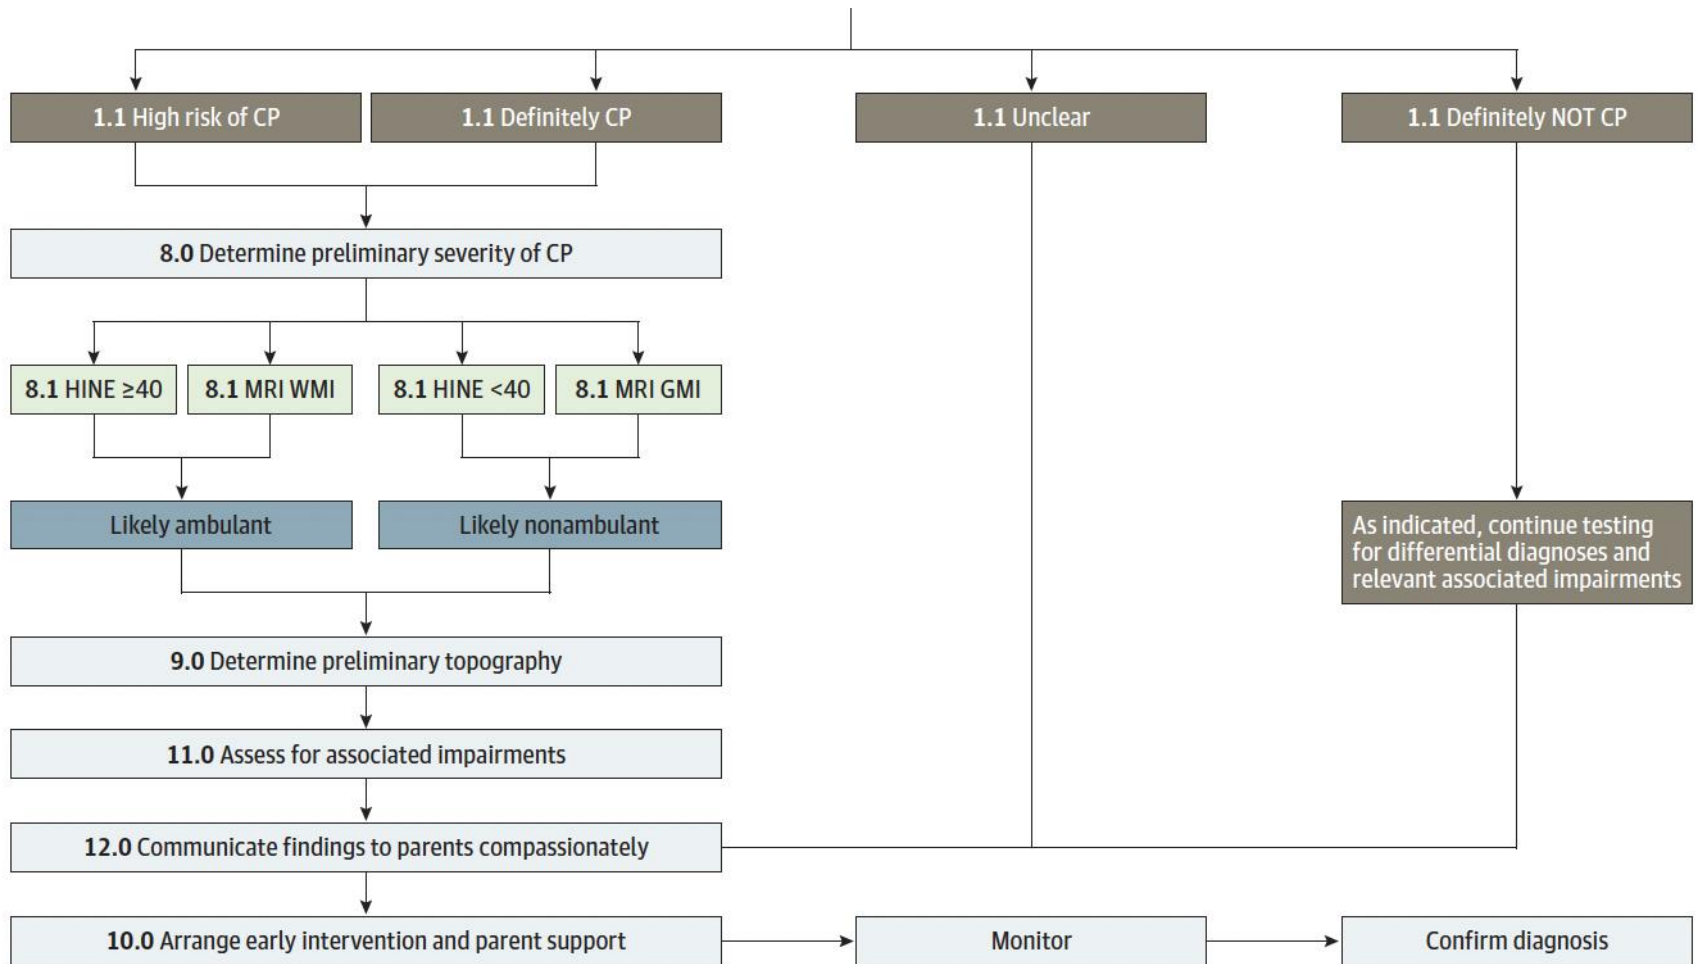 1.1 High risk of CP
1.1 Definitely CP
1.1 Unclear
1.1 Definitely NOT CP
8.0 Determine preliminary severity of CP
8.1 HINE ≥40
8.1 MRI WMI
8.1 HINE <40
8.1 MRI GMI
Likely ambulant
Likely nonambulant
As indicated, continue testing
for differential diagnoses and
relevant associated impairments
9.0 Determine preliminary topography
11.0 Assess for associated impairments
12.0 Communicate findings to parents compassionately
10.0 Arrange early intervention and parent support
Monitor
Confirm diagnosis